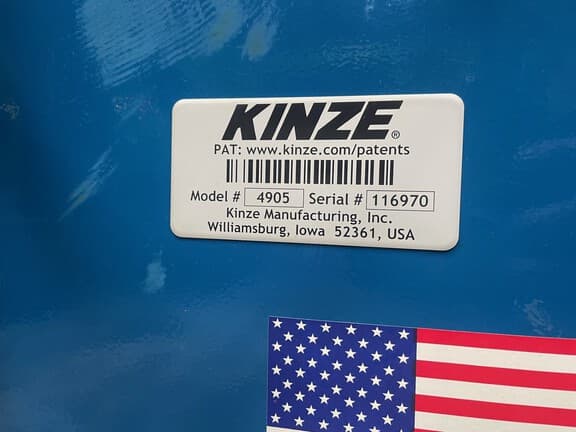 KINZE®
PAT: www.kinze.com/patents
Model # 4905 Serial # 116970
Kinze Manufacturing, Inc.
Williamsburg, Iowa 52361, USA